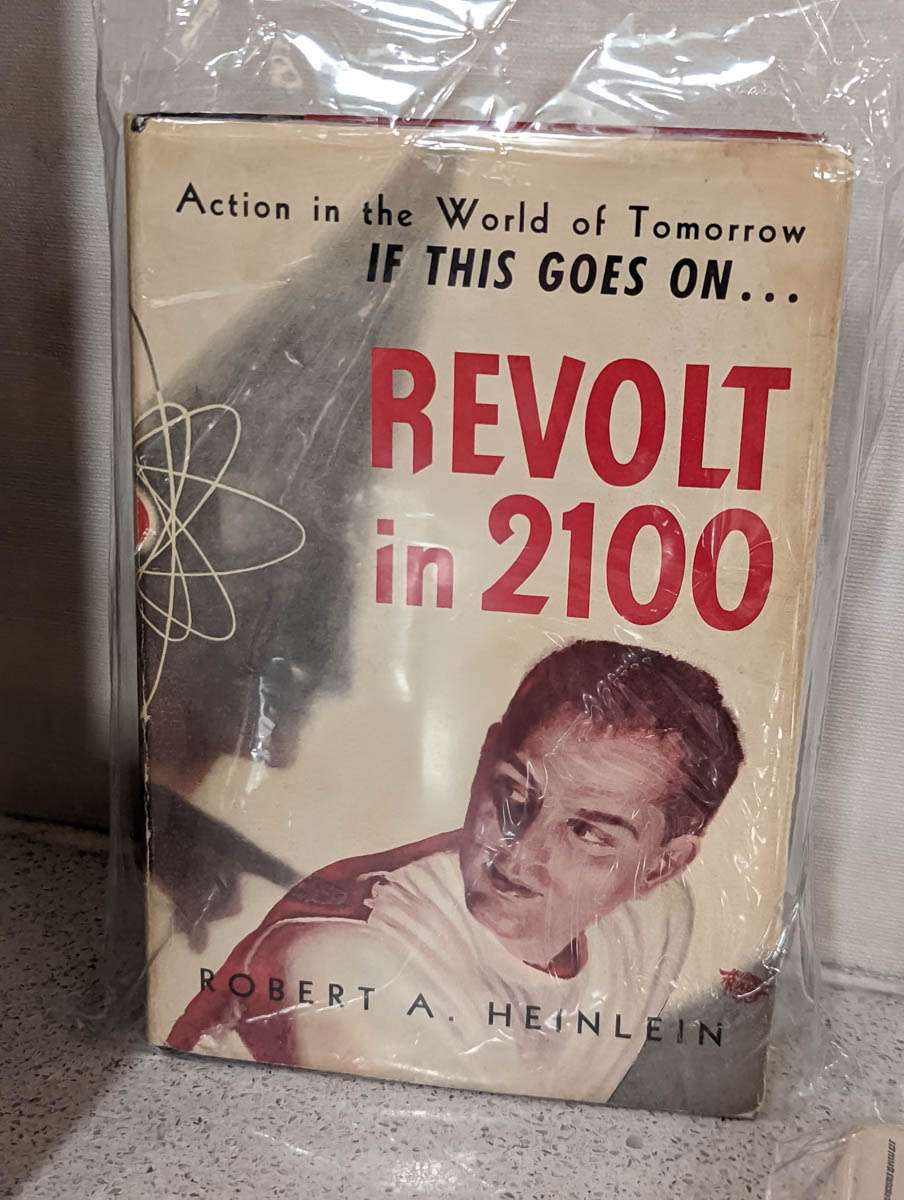 Action in the World of Tomorrow
IF THIS GOES ON...
REVOLT
in 2100
ROBERT A. HEINLEIN